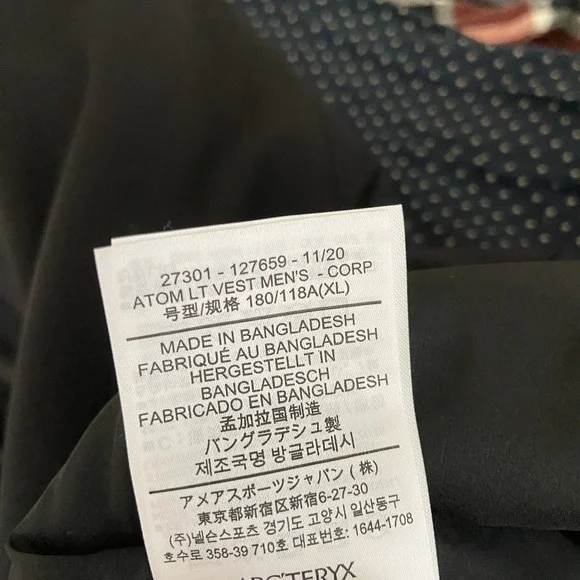 27301 - 127659 - 11/20
ATOM LT VEST MEN'S - CORP
号型/规格 180/118A(XL)
MADE IN BANGLADESH
FABRIQUÉ AU BANGLADESH
HERGESTELLT IN
BANGLADESCH
FABRICADO EN BANGLADESH
孟加拉国制造
バングラデシュ製
제조국명 방글라데시
アメアスポーツジャパン (株)
東京都新宿区新宿6-27-30
(주)넬슨스포츠 경기도 고양시 일산동구
호수로 358-39 710호 대표번호: 1644-1708
ARC'TERYX